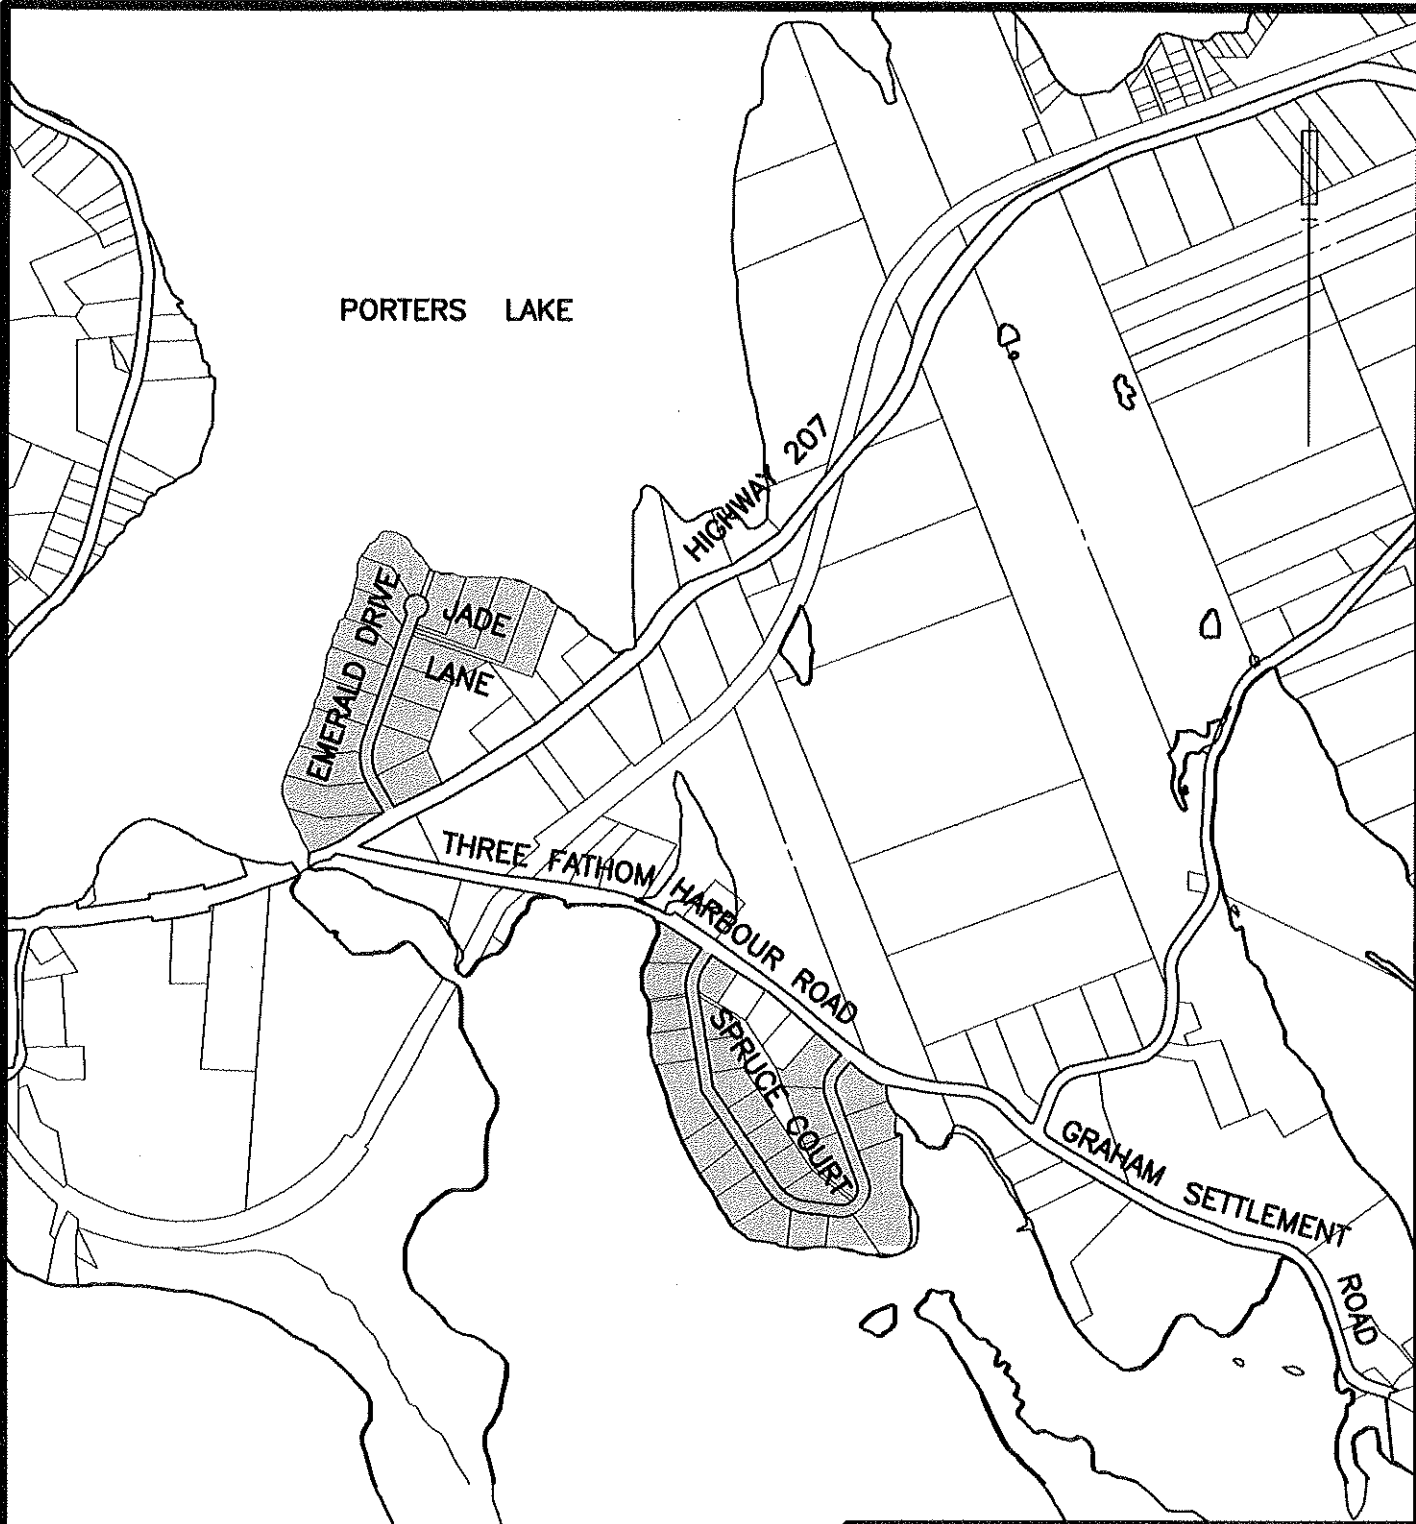 PORTERS LAKE
HIGHWAY 207
EMERALD DRIVE
JADE
LANE
THREE FATHOM HARBOUR ROAD
SPRUCE COURT
GRAHAM SETTLEMENT
ROAD